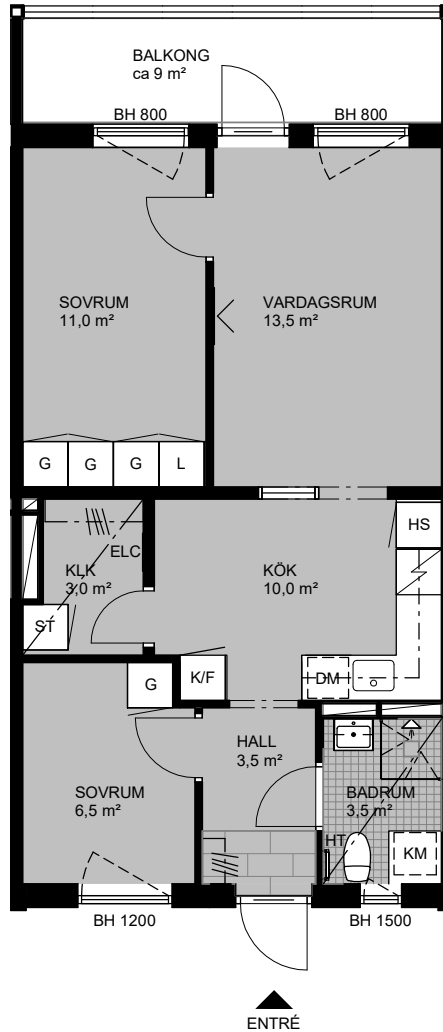 BALKONG
ca 9 m²
BH 800
BH 800
SOVRUM
11,0 m²
VARDAGSRUM
13,5 m²
G
G
G
L
HS
ELC
KLK
3,0 m²
KÖK
10,0 m²
ST
G
K/F
DM
HALL
3,5 m²
SOVRUM
6,5 m²
BADRUM
3,5 m²
HT
KM
BH 1200
BH 1500
ENTRÉ